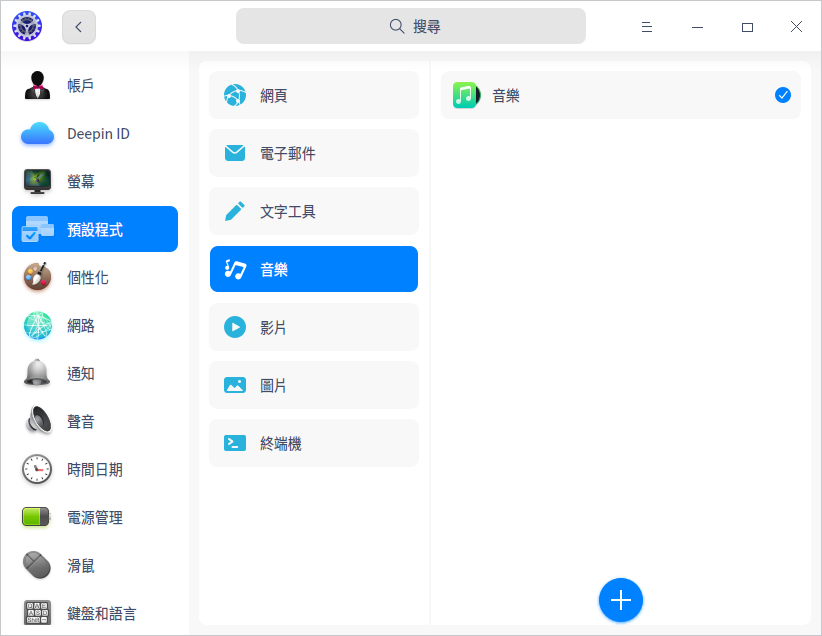 搜尋
帳戶
Deepin ID
螢幕
預設程式
個性化
網路
通知
聲音
時間日期
電源管理
滑鼠
鍵盤和語言
網頁
電子郵件
文字工具
音樂
影片
圖片
終端機
音樂